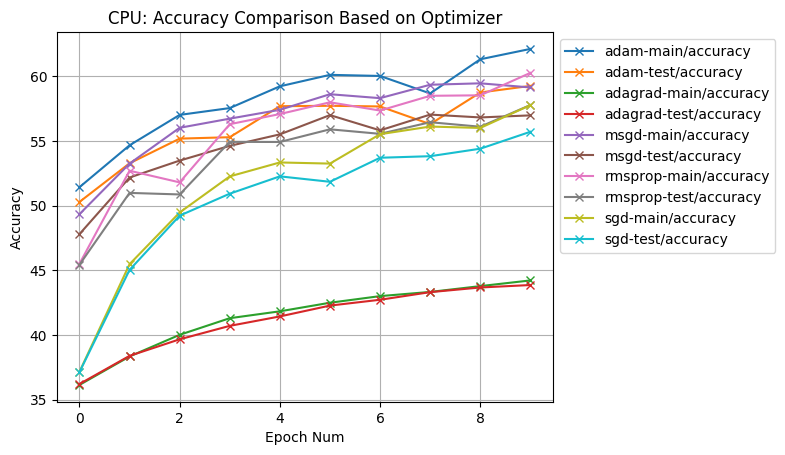 CPU: Accuracy Comparison Based on Optimizer
adam-main/accuracy
adam-test/accuracy
adagrad-main/accuracy
adagrad-test/accuracy
msgd-main/accuracy
msgd-test/accuracy
rmsprop-main/accuracy
rmsprop-test/accuracy
sgd-main/accuracy
sgd-test/accuracy
Accuracy
60
55
50
45
40
35
0 2 4 6 8
Epoch Num